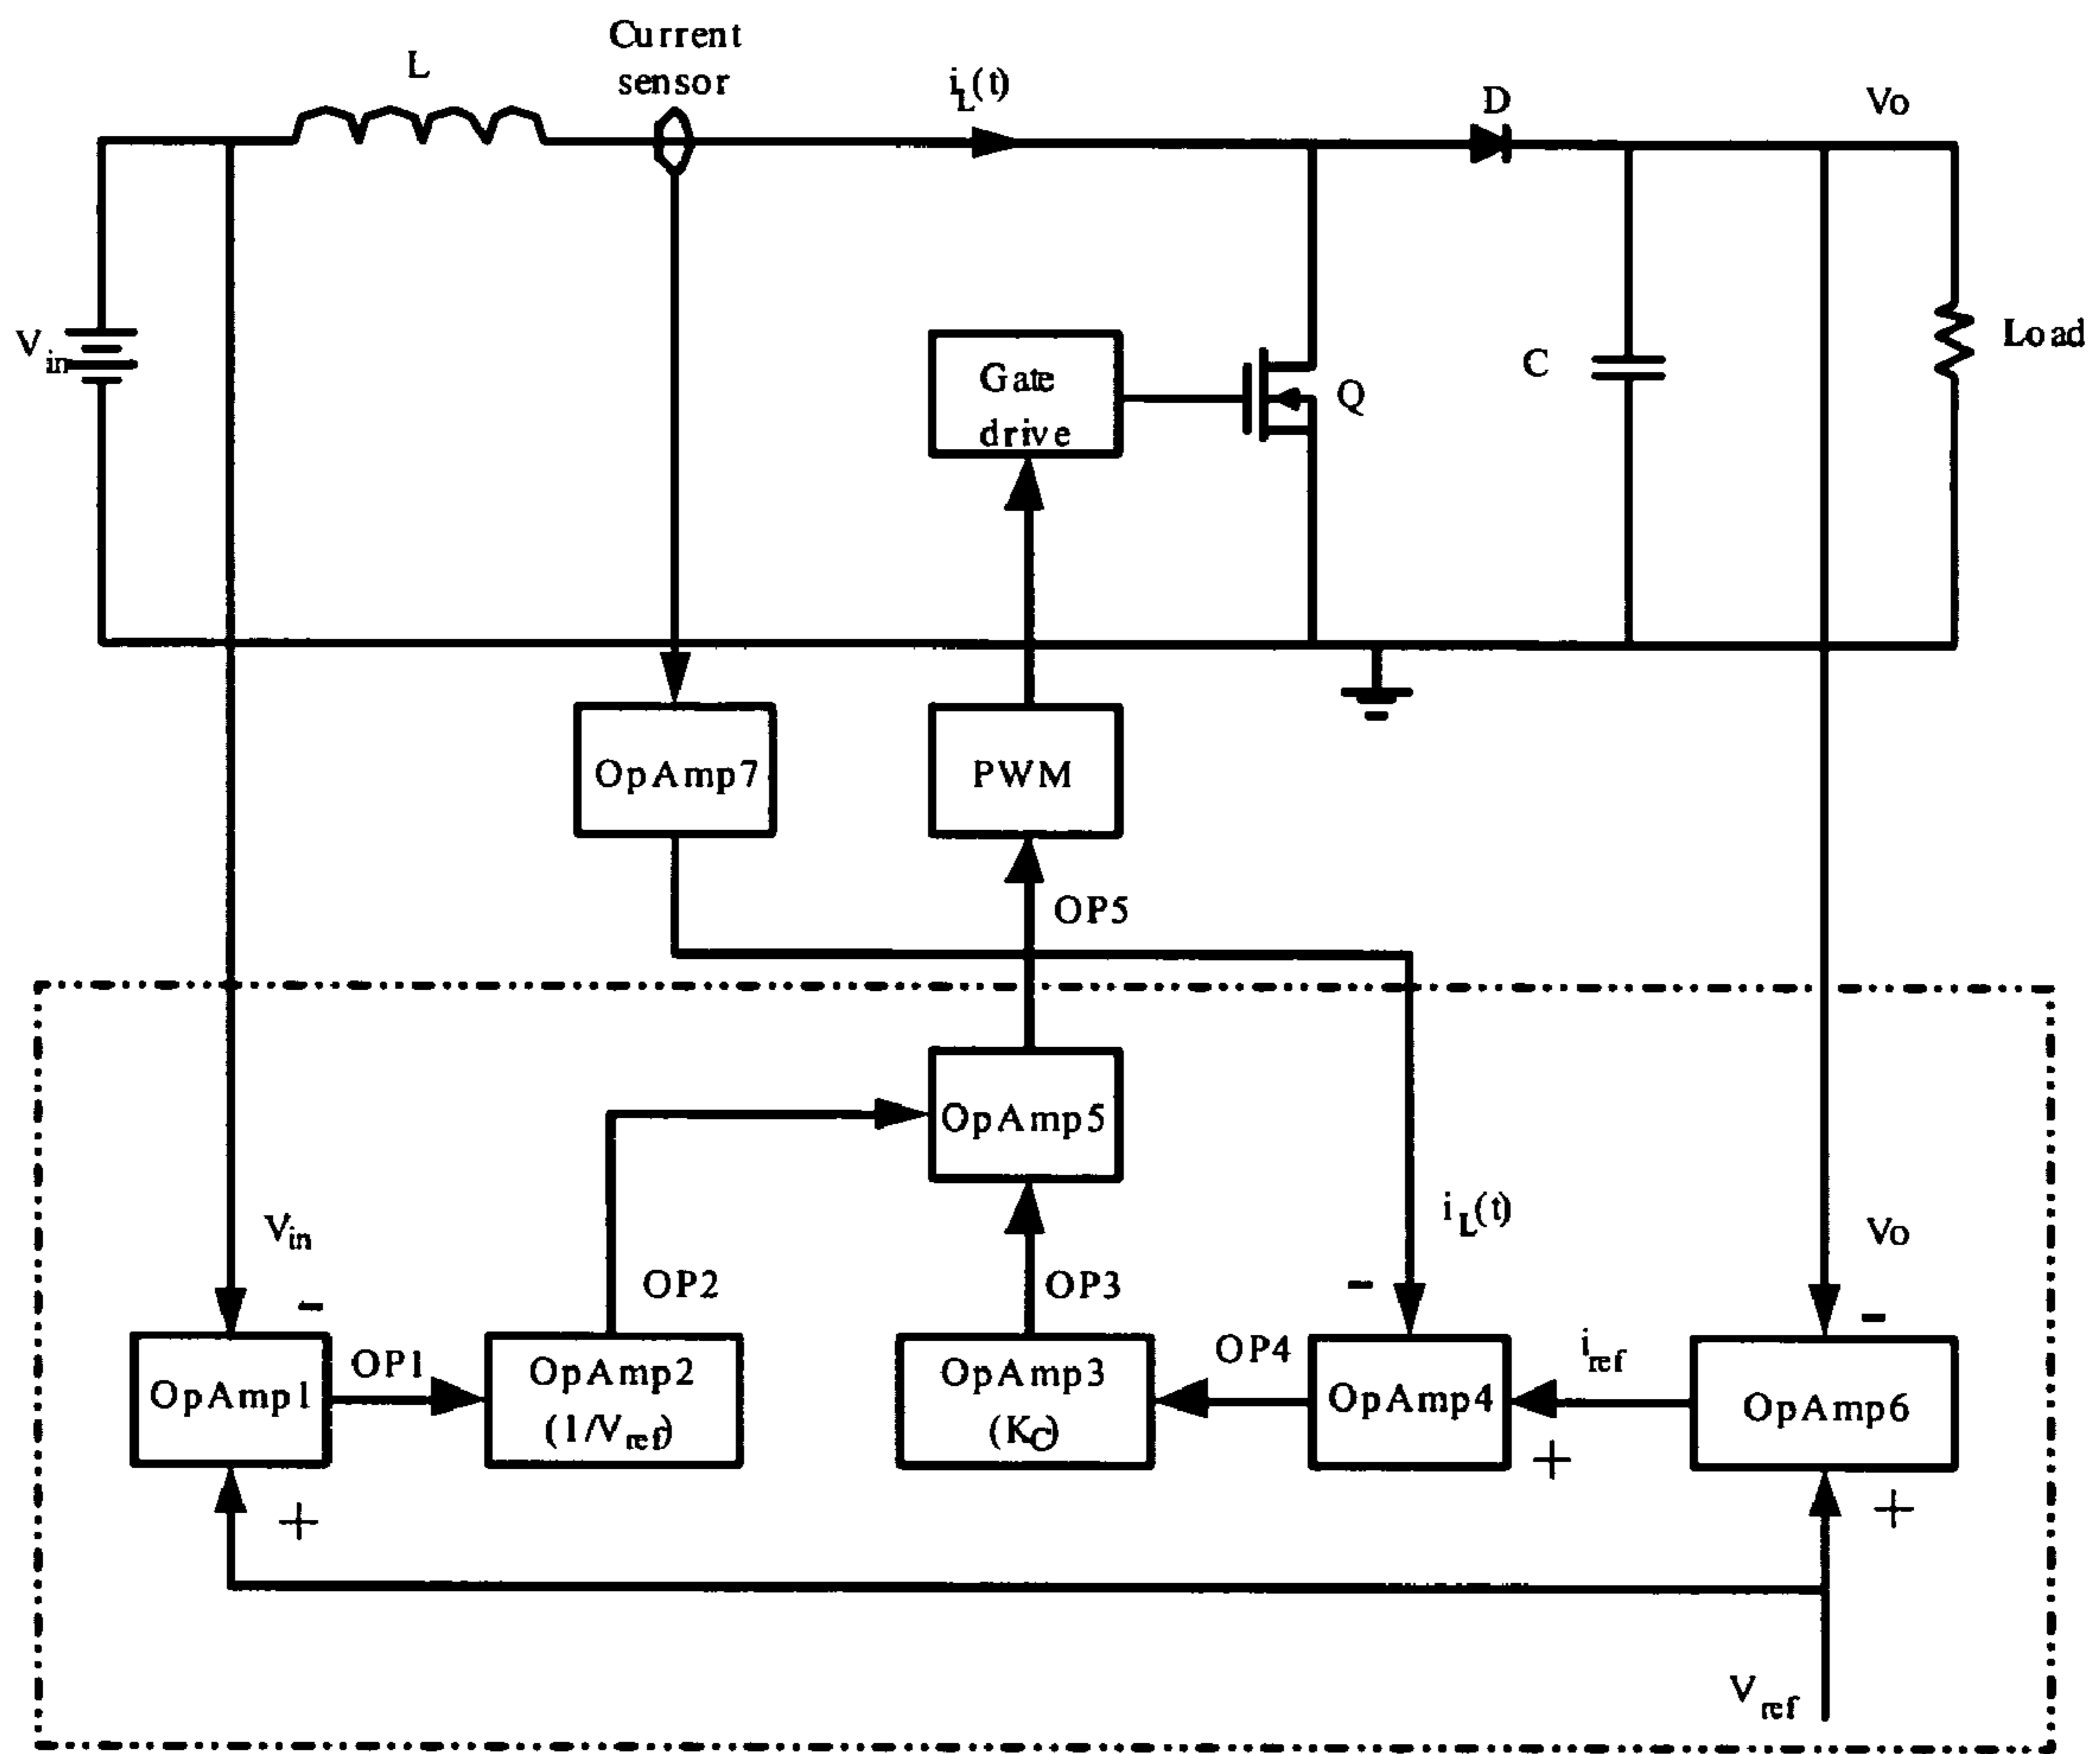 Current
sensor
L
iL(t)
D
Vo
Vin
Gate
drive
Q
C
Load
OpAmp7
PWM
OP5
OpAmp5
Vin
-
OP2
OP3
-
iL(t)
Vo
-
OpAmp1
OP1
OpAmp2
(1/Vref)
OpAmp3
(KC)
OP4
OpAmp4
iref
+
OpAmp6
+
+
Vref